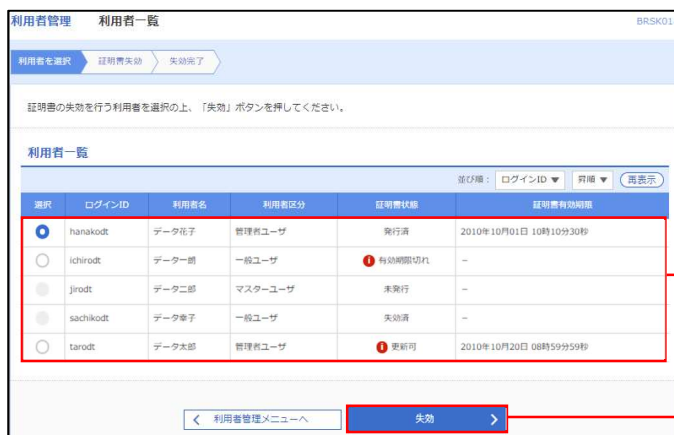 利用者管理 利用者一覧 BRSK01
利用者を選択 証明書失効 失効完了
証明書の失効を行う利用者を選択の上、「失効」ボタンを押してください。
利用者一覧
並び順： ログインID ▼ 昇順 ▼ 再表示
選択 ログインID 利用者名 利用者区分 証明書状態 証明書有効期限
hanakodt データ花子 管理者ユーザ 発行済 2010年10月01日 10時10分30秒
ichirodt データ一朗 一般ユーザ 有効期限切れ －
jirodt データ二郎 マスターユーザ 未発行 －
sachikodt データ幸子 一般ユーザ 失効済 －
tarodt データ太郎 管理者ユーザ 更新可 2010年10月20日 08時59分59秒
利用者管理メニューへ 失効